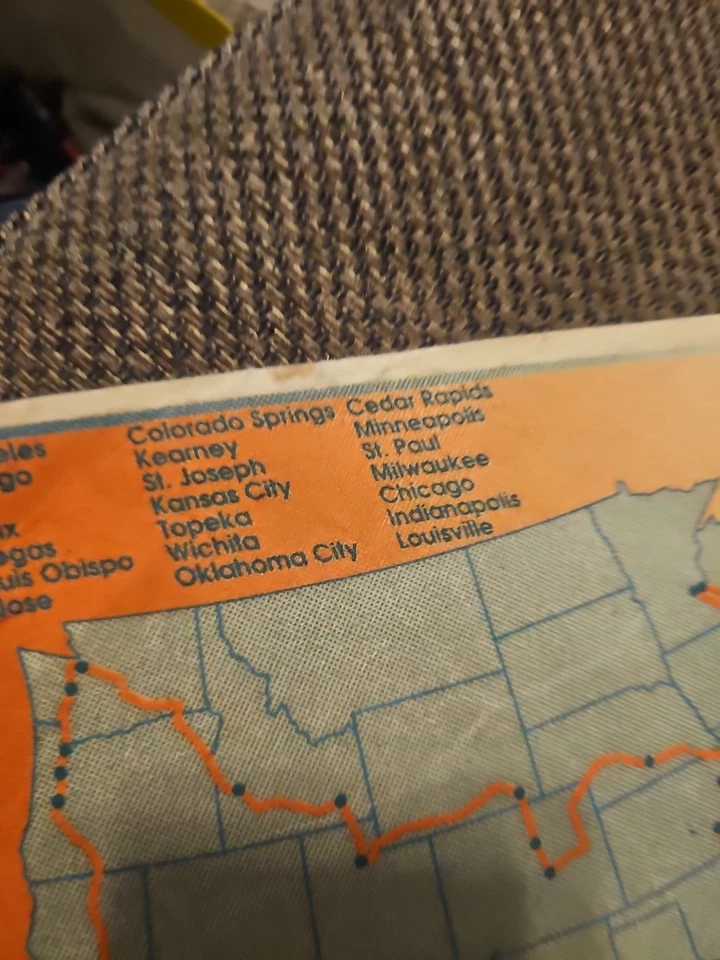 eles
go
ux
egas
uis Obispo
Jose
Colorado Springs
Kearney
St. Joseph
Kansas City
Topeka
Wichita
Oklahoma City
Cedar Rapids
Minneapolis
St. Paul
Milwaukee
Chicago
Indianapolis
Louisville